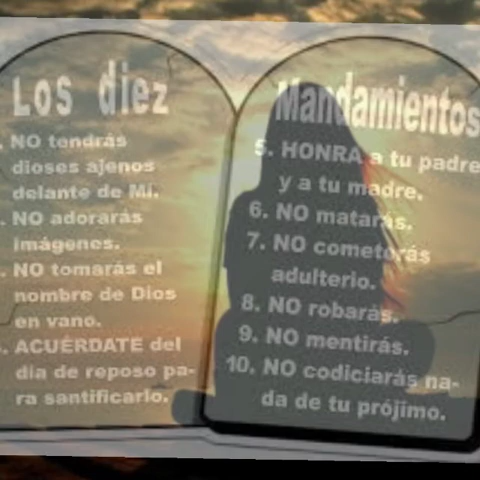 Los diez Mandamientos
. NO tendrás
dioses ajenos
delante de Mí.
. NO adorarás
imágenes.
. NO tomarás el
nombre de Dios
en vano.
. ACUÉRDATE del
día de reposo pa-
ra santificarlo.
5. HONRA a tu padre
y a tu madre.
6. NO matarás.
7. NO cometerás
adulterio.
8. NO robarás.
9. NO mentirás.
10. NO codiciarás na-
da de tu prójimo.